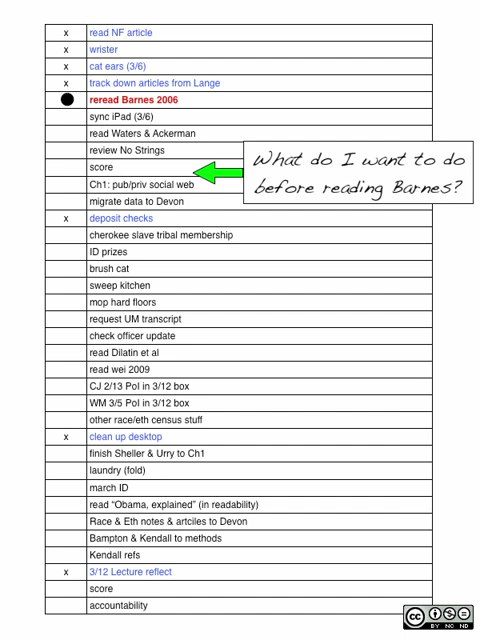 x read NF article
x wrister
x cat ears (3/6)
x track down articles from Lange
reread Barnes 2006
sync iPad (3/6)
read Waters & Ackerman
review No Strings
score
What do I want to do
before reading Barnes?
Ch1: pub/priv social web
migrate data to Devon
x deposit checks
cherokee slave tribal membership
ID prizes
brush cat
sweep kitchen
mop hard floors
request UM transcript
check officer update
read Dilatin et al
read wei 2009
CJ 2/13 Pol in 3/12 box
WM 3/5 Pol in 3/12 box
other race/eth census stuff
x clean up desktop
finish Sheller & Urry to Ch1
laundry (fold)
march ID
read “Obama, explained” (in readability)
Race & Eth notes & artciles to Devon
Bampton & Kendall to methods
Kendall refs
x 3/12 Lecture reflect
score
accountability
cc
BY NC ND